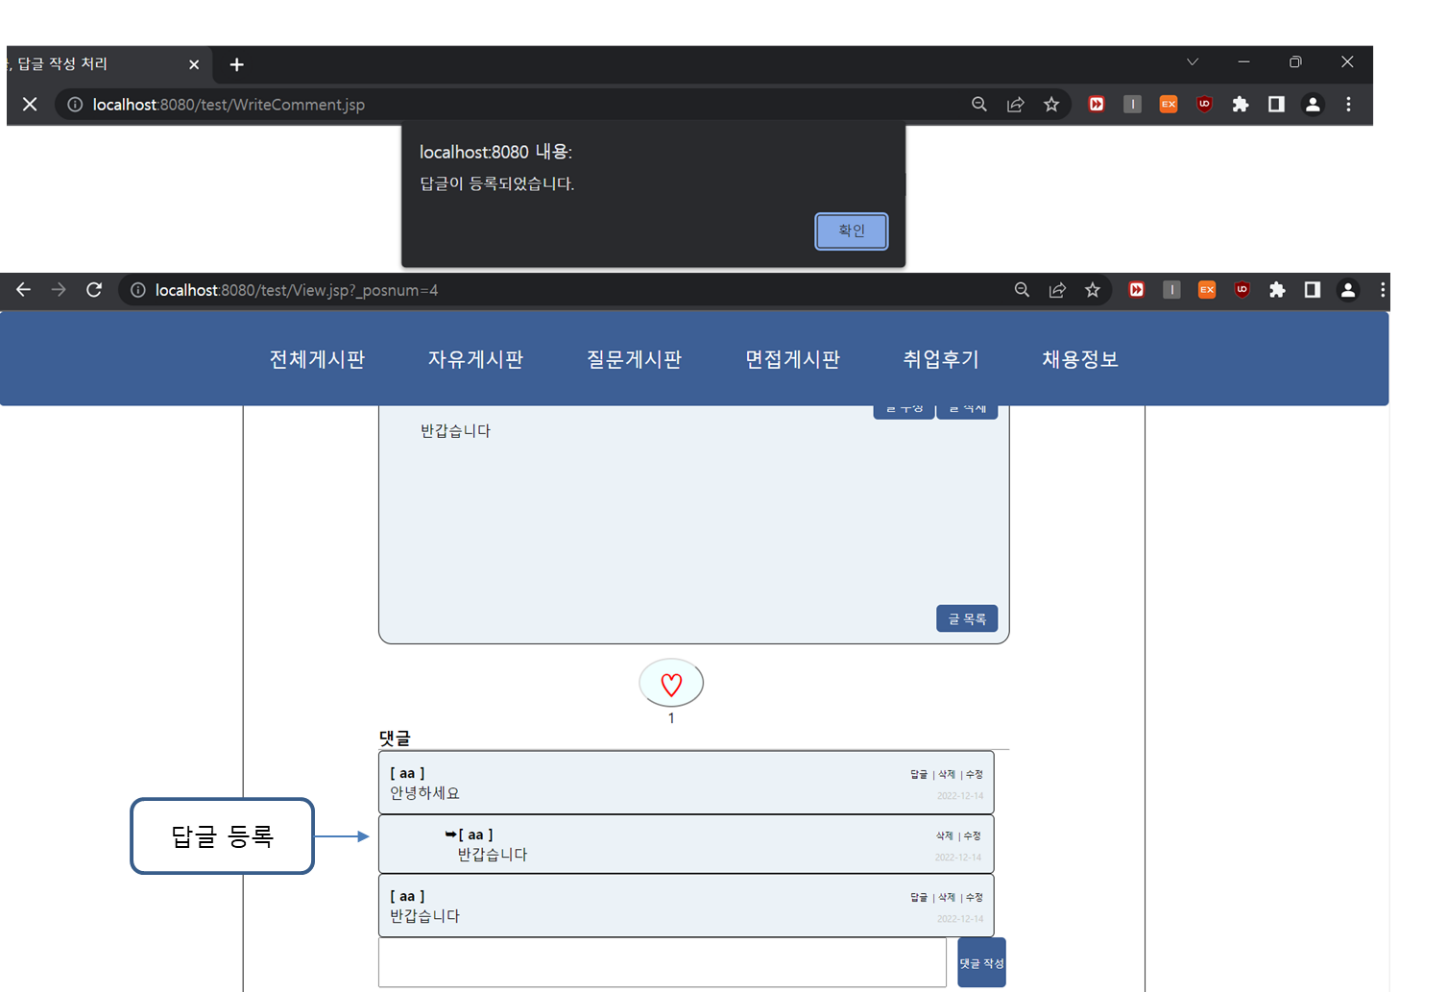 , 답글 작성 처리
localhost:8080/test/WriteComment.jsp
localhost:8080 내용:
답글이 등록되었습니다.
확인
localhost:8080/test/View.jsp?_posnum=4
전체게시판 자유게시판 질문게시판 면접게시판 취업후기 채용정보
글 수정 글 삭제
반갑습니다
글 목록
1
댓글
[ aa ] 답글 | 삭제 | 수정
안녕하세요 2022-12-14
답글 등록
➥[ aa ] 삭제 | 수정
반갑습니다 2022-12-14
[ aa ] 답글 | 삭제 | 수정
반갑습니다 2022-12-14
댓글 작성